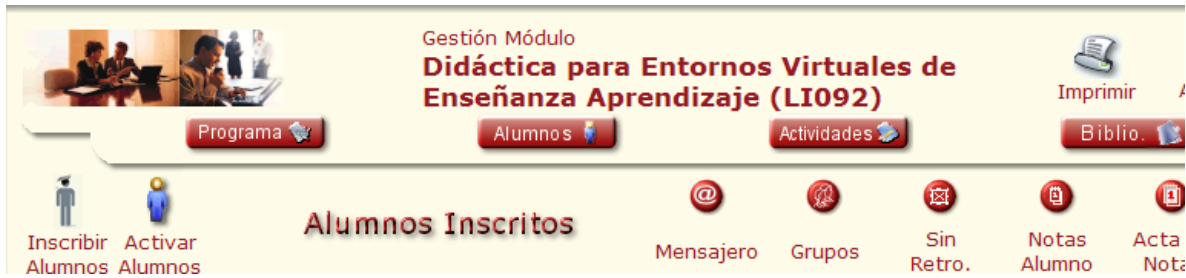 Gestión Módulo
Didáctica para Entornos Virtuales de
Enseñanza Aprendizaje (LI092)
Imprimir
Programa
Alumnos
Actividades
Biblio.
Inscribir
Alumnos
Activar
Alumnos
Alumnos Inscritos
Mensajero
Grupos
Sin
Retro.
Notas
Alumno
Acta